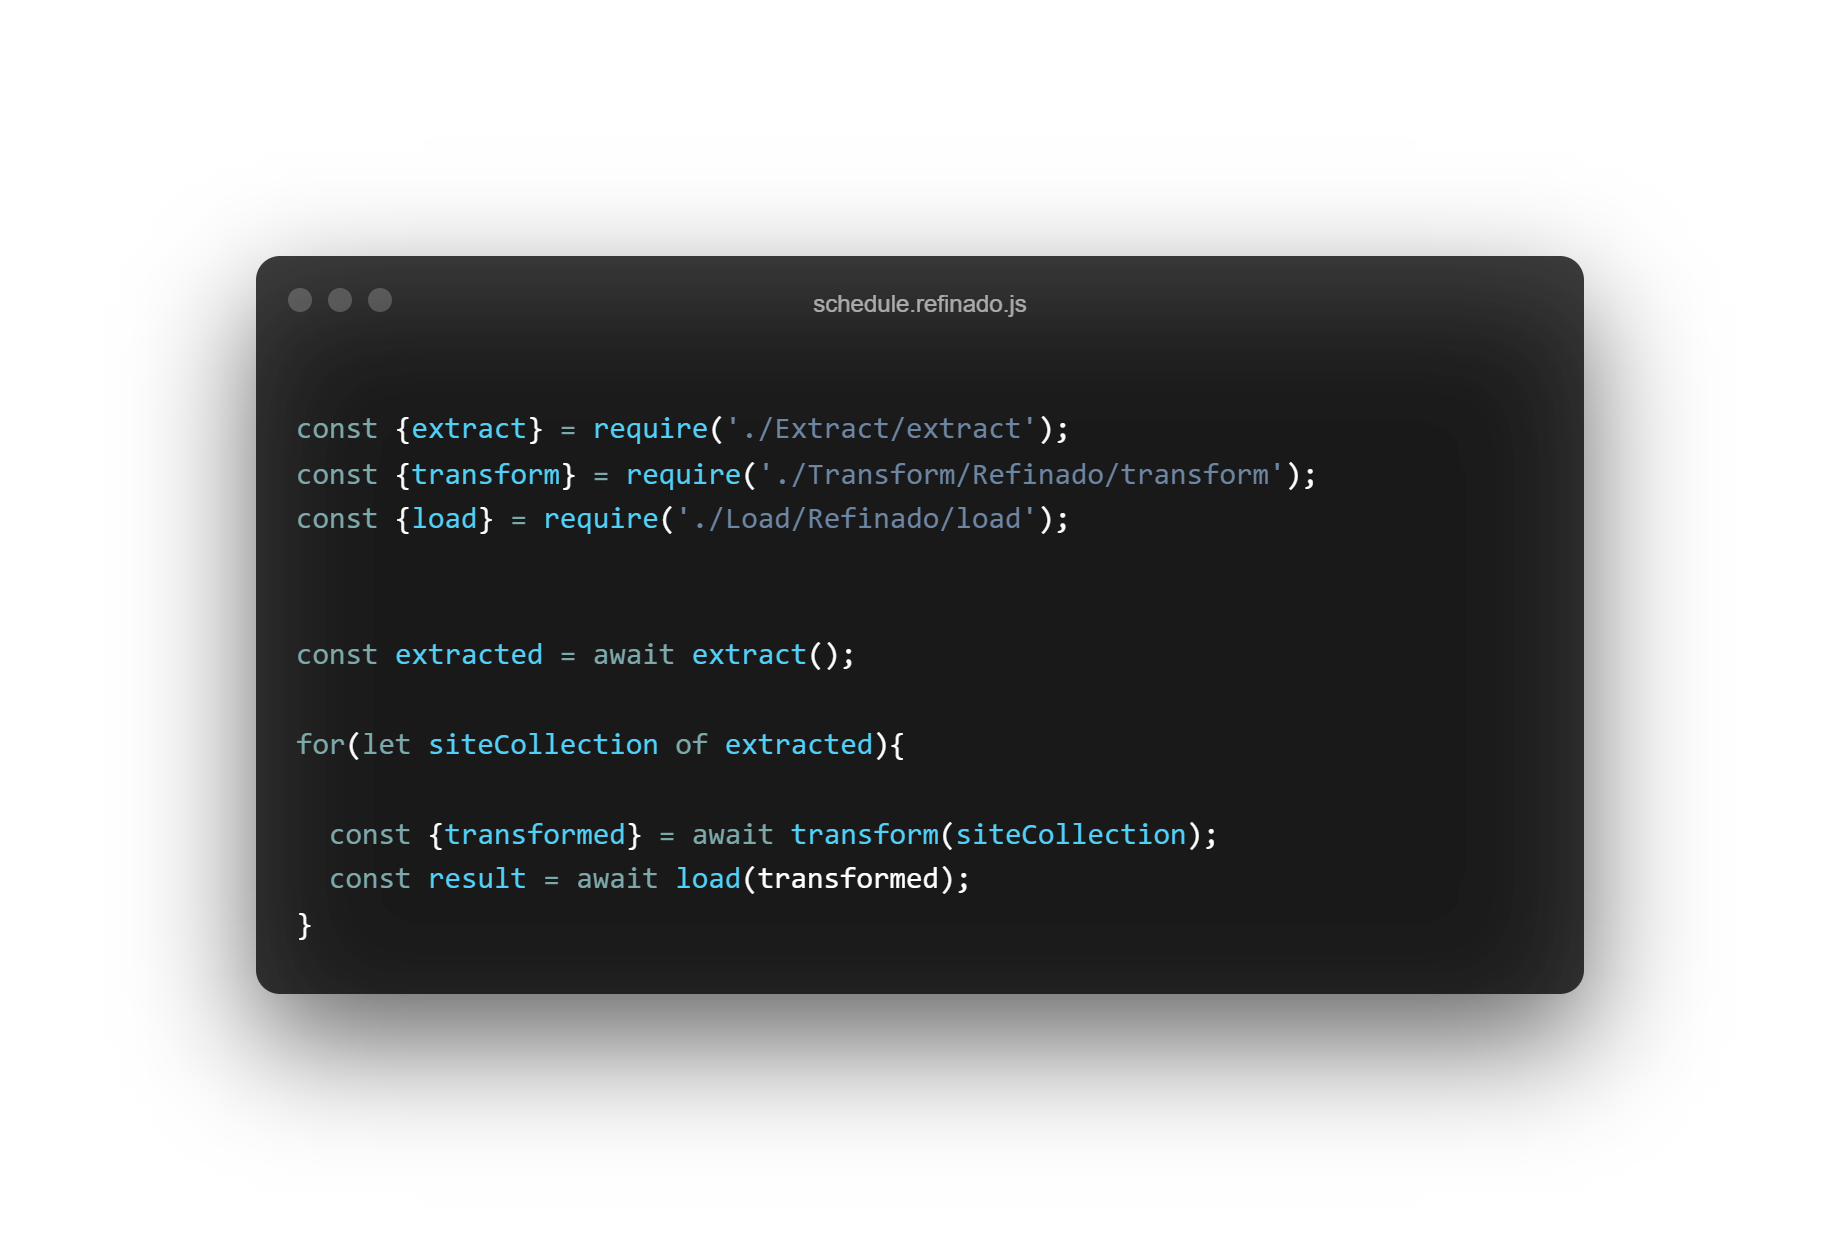 schedule.refinado.js
const {extract} = require('./Extract/extract');
const {transform} = require('./Transform/Refinado/transform');
const {load} = require('./Load/Refinado/load');
const extracted = await extract();
for(let siteCollection of extracted){
const {transformed} = await transform(siteCollection);
const result = await load(transformed);
}